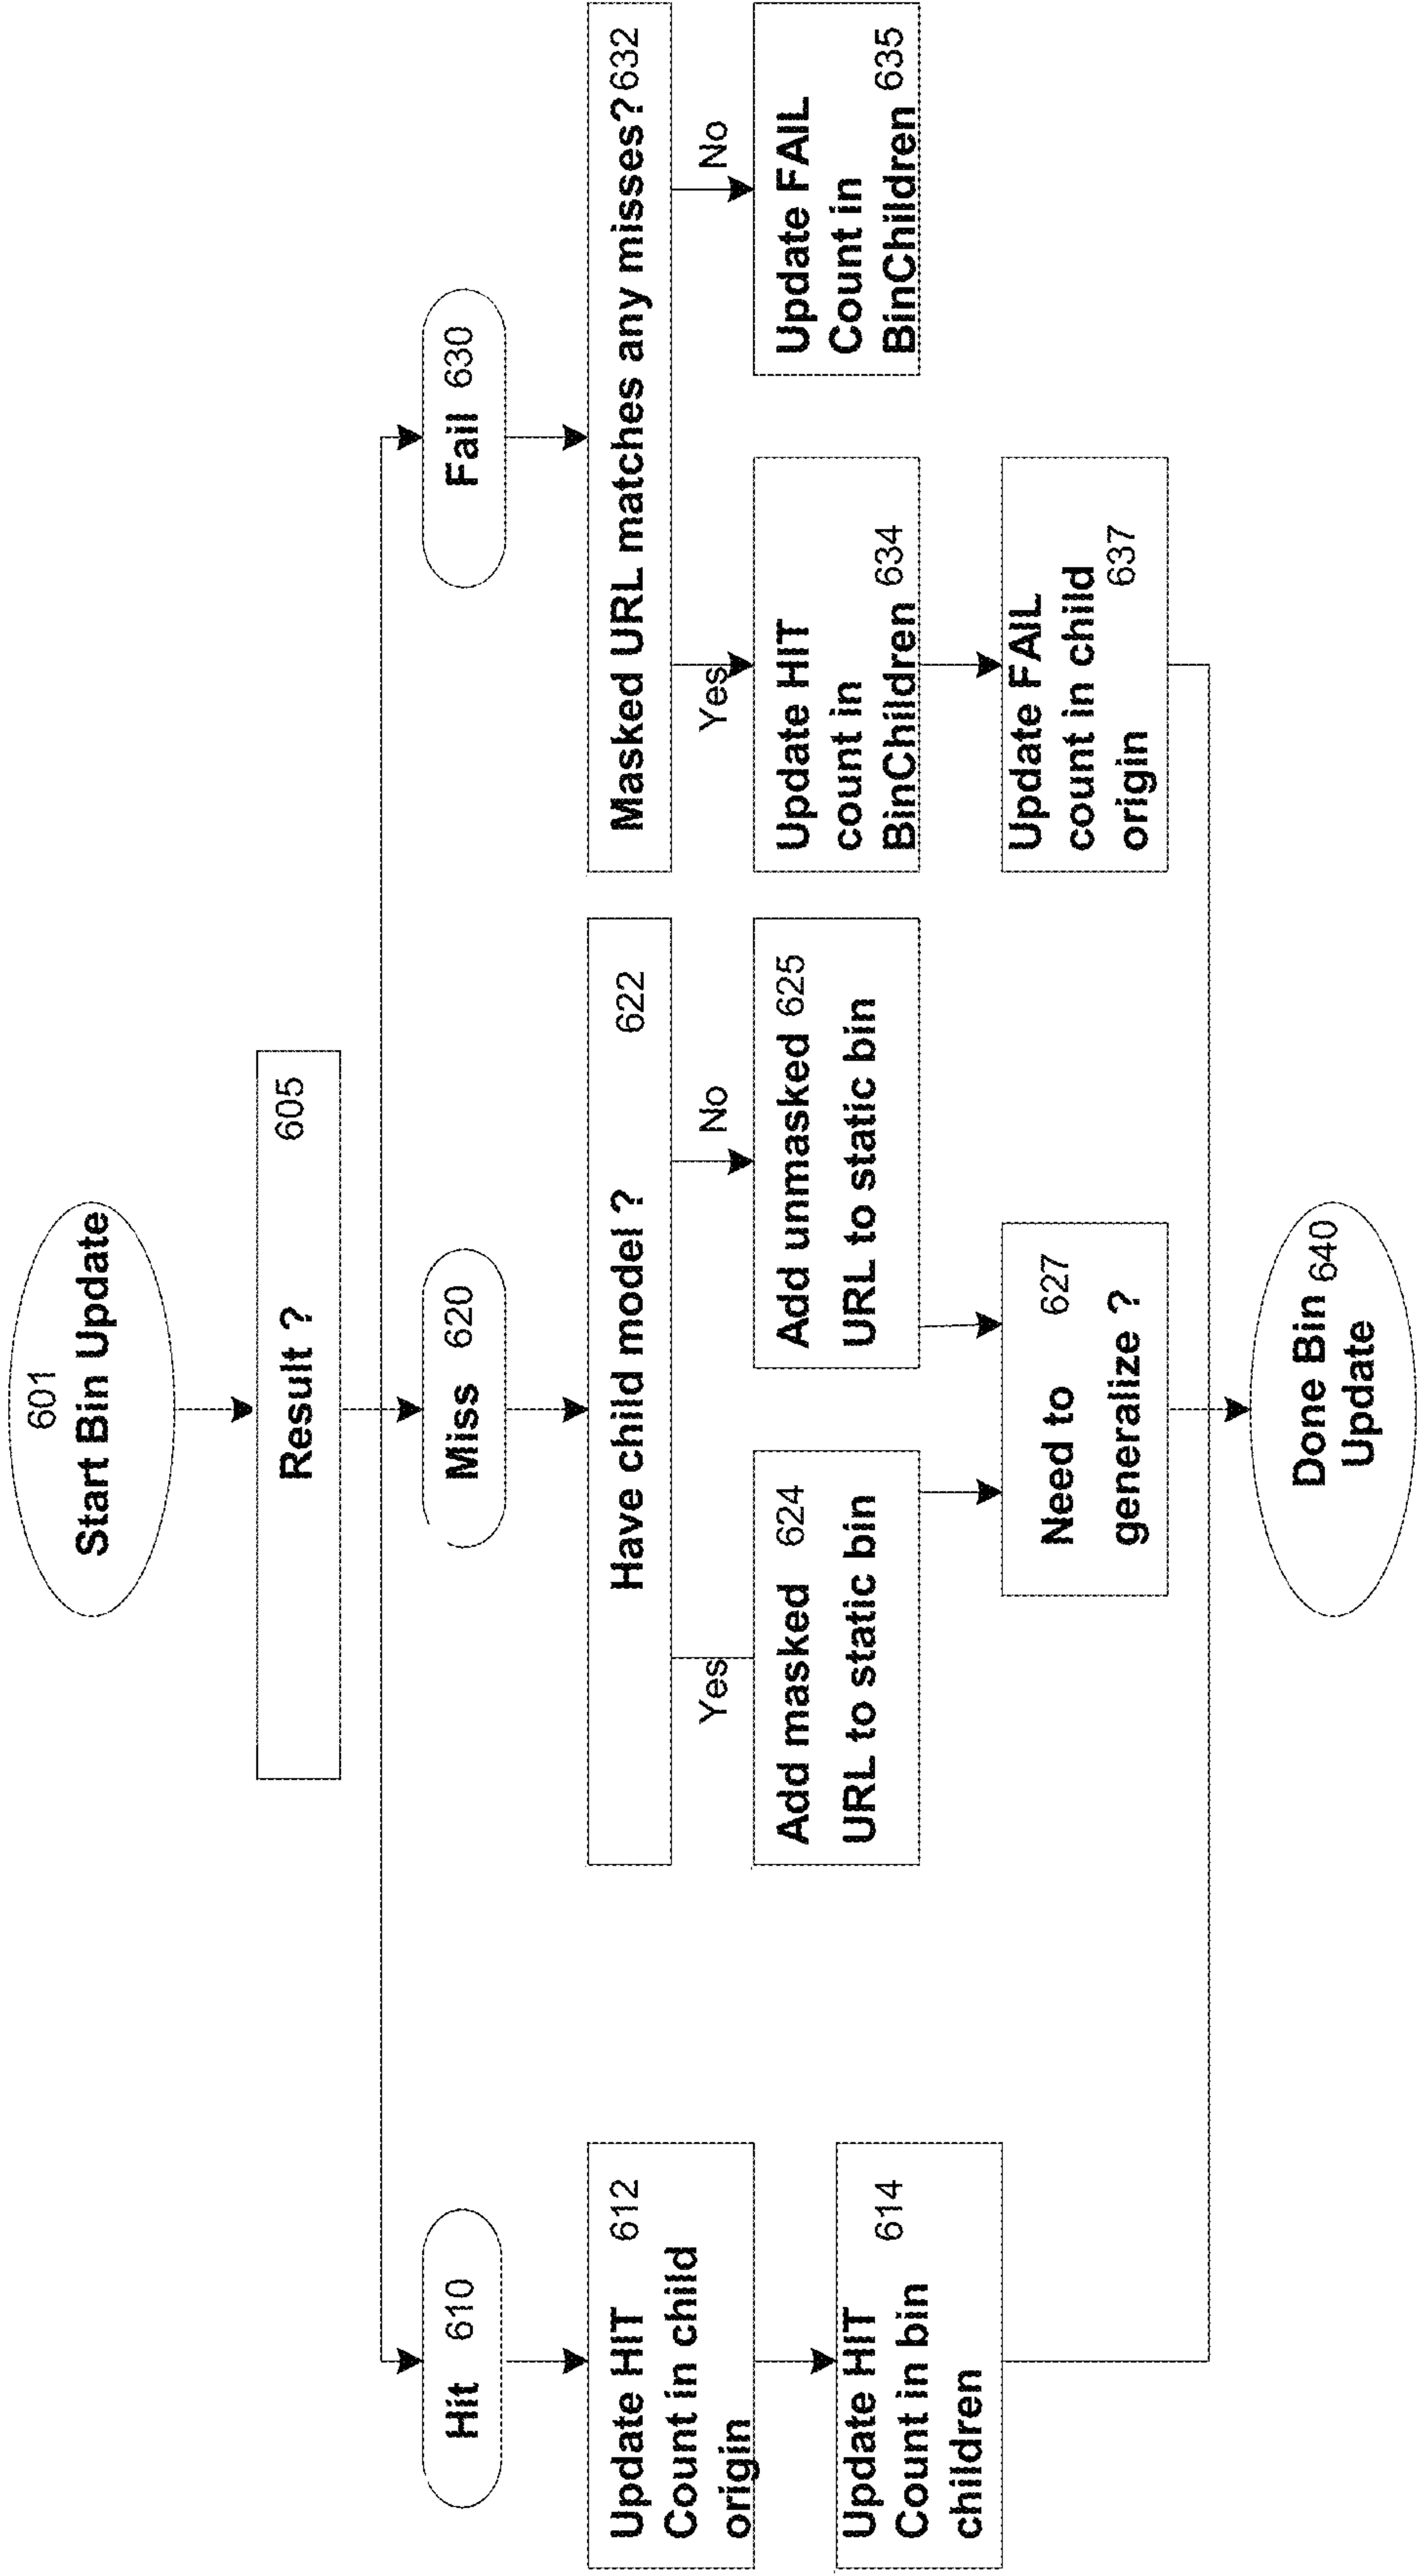 601
Start Bin Update
Result ? 605
Hit 610
Miss 620
Fail 630
Update HIT 612
Count in child
origin
Update HIT
Count in bin 614
children
Have child model ? 622
Yes
No
Add masked 624
URL to static bin
Add unmasked 625
URL to static bin
Need to 627
generalize ?
Masked URL matches any misses? 632
Yes
No
Update HIT
count in
BinChildren 634
Update FAIL
Count in
BinChildren 635
Update FAIL
count in child
origin 637
Done Bin 640
Update